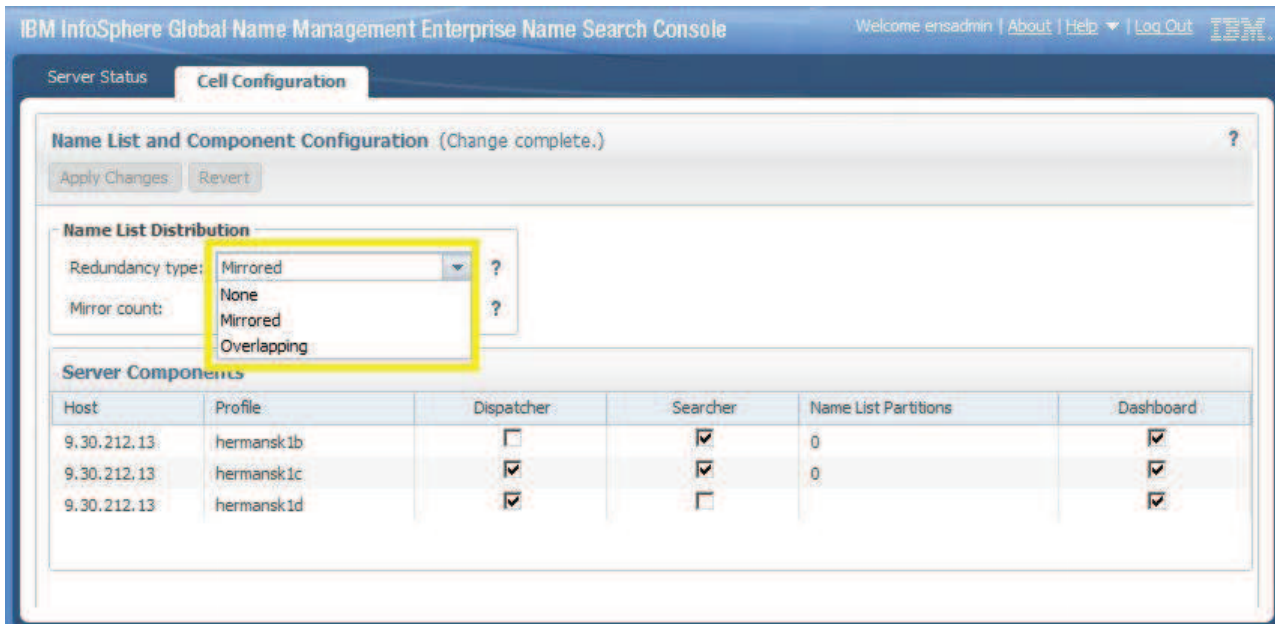 IBM InfoSphere Global Name Management Enterprise Name Search Console
Welcome ensadmin | About | Help | Log Out
IBM.
Server Status
Cell Configuration
Name List and Component Configuration (Change complete.)
?
Apply Changes
Revert
Name List Distribution
Redundancy type: Mirrored ?
None
Mirror count: ?
Mirrored
Overlapping
Server Components
Host Profile Dispatcher Searcher Name List Partitions Dashboard
9.30.212.13 hermansk1b 0
9.30.212.13 hermansk1c 0
9.30.212.13 hermansk1d